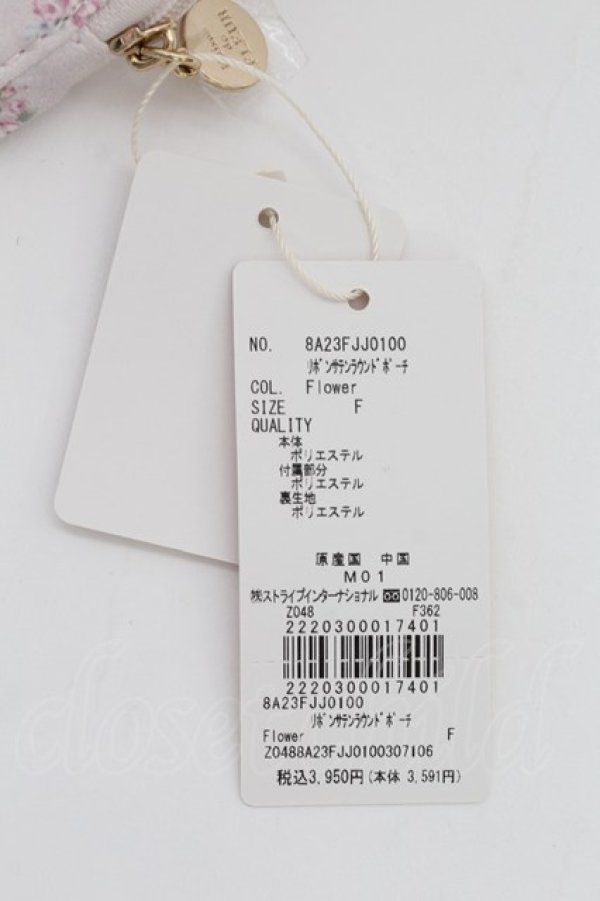 FLEUR
NO. 8A23FJJ0100
ﾘﾎﾞﾝｻﾃﾝﾗｳﾝﾄﾞﾎﾟｰﾁ
COL. Flower
SIZE F
QUALITY
本体
ポリエステル
付属部分
ポリエステル
裏生地
ポリエステル
原産国 中国
M01
㈱ストライプインターナショナル 0120-806-008
Z048 F362
2220300017401
2220300017401
8A23FJJ0100
ﾘﾎﾞﾝｻﾃﾝﾗｳﾝﾄﾞﾎﾟｰﾁ
Flower F
Z0488A23FJJ0100307106
税込3,950円(本体 3,591円)
closet child